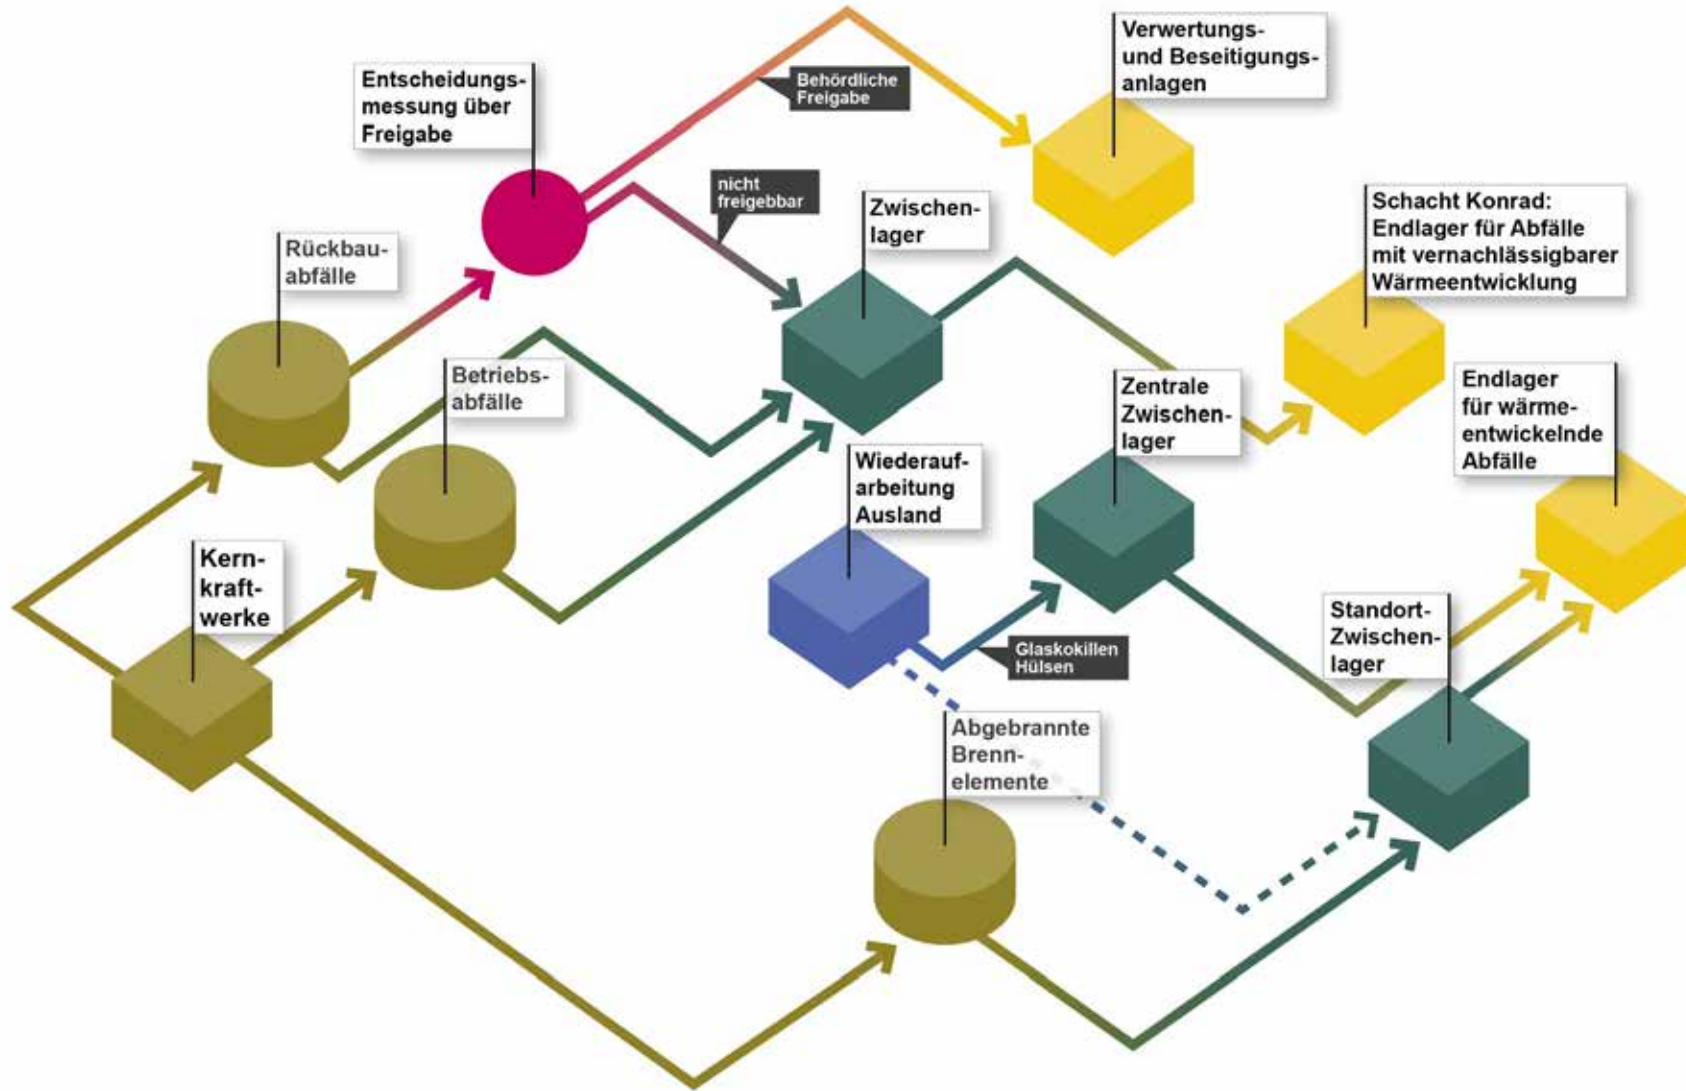 Verwertungs-
und Beseitigungs-
anlagen
Entscheidungs-
messung über
Freigabe
Behördliche
Freigabe
nicht
freigebbar
Zwischen-
lager
Schacht Konrad:
Endlager für Abfälle
mit vernachlässigbarer
Wärmeentwicklung
Rückbau-
abfälle
Betriebs-
abfälle
Zentrale
Zwischen-
lager
Endlager
für wärme-
entwickelnde
Abfälle
Wiederauf-
arbeitung
Ausland
Kern-
kraft-
werke
Glaskokillen
Hülsen
Standort-
Zwischen-
lager
Abgebrannte
Brenn-
elemente